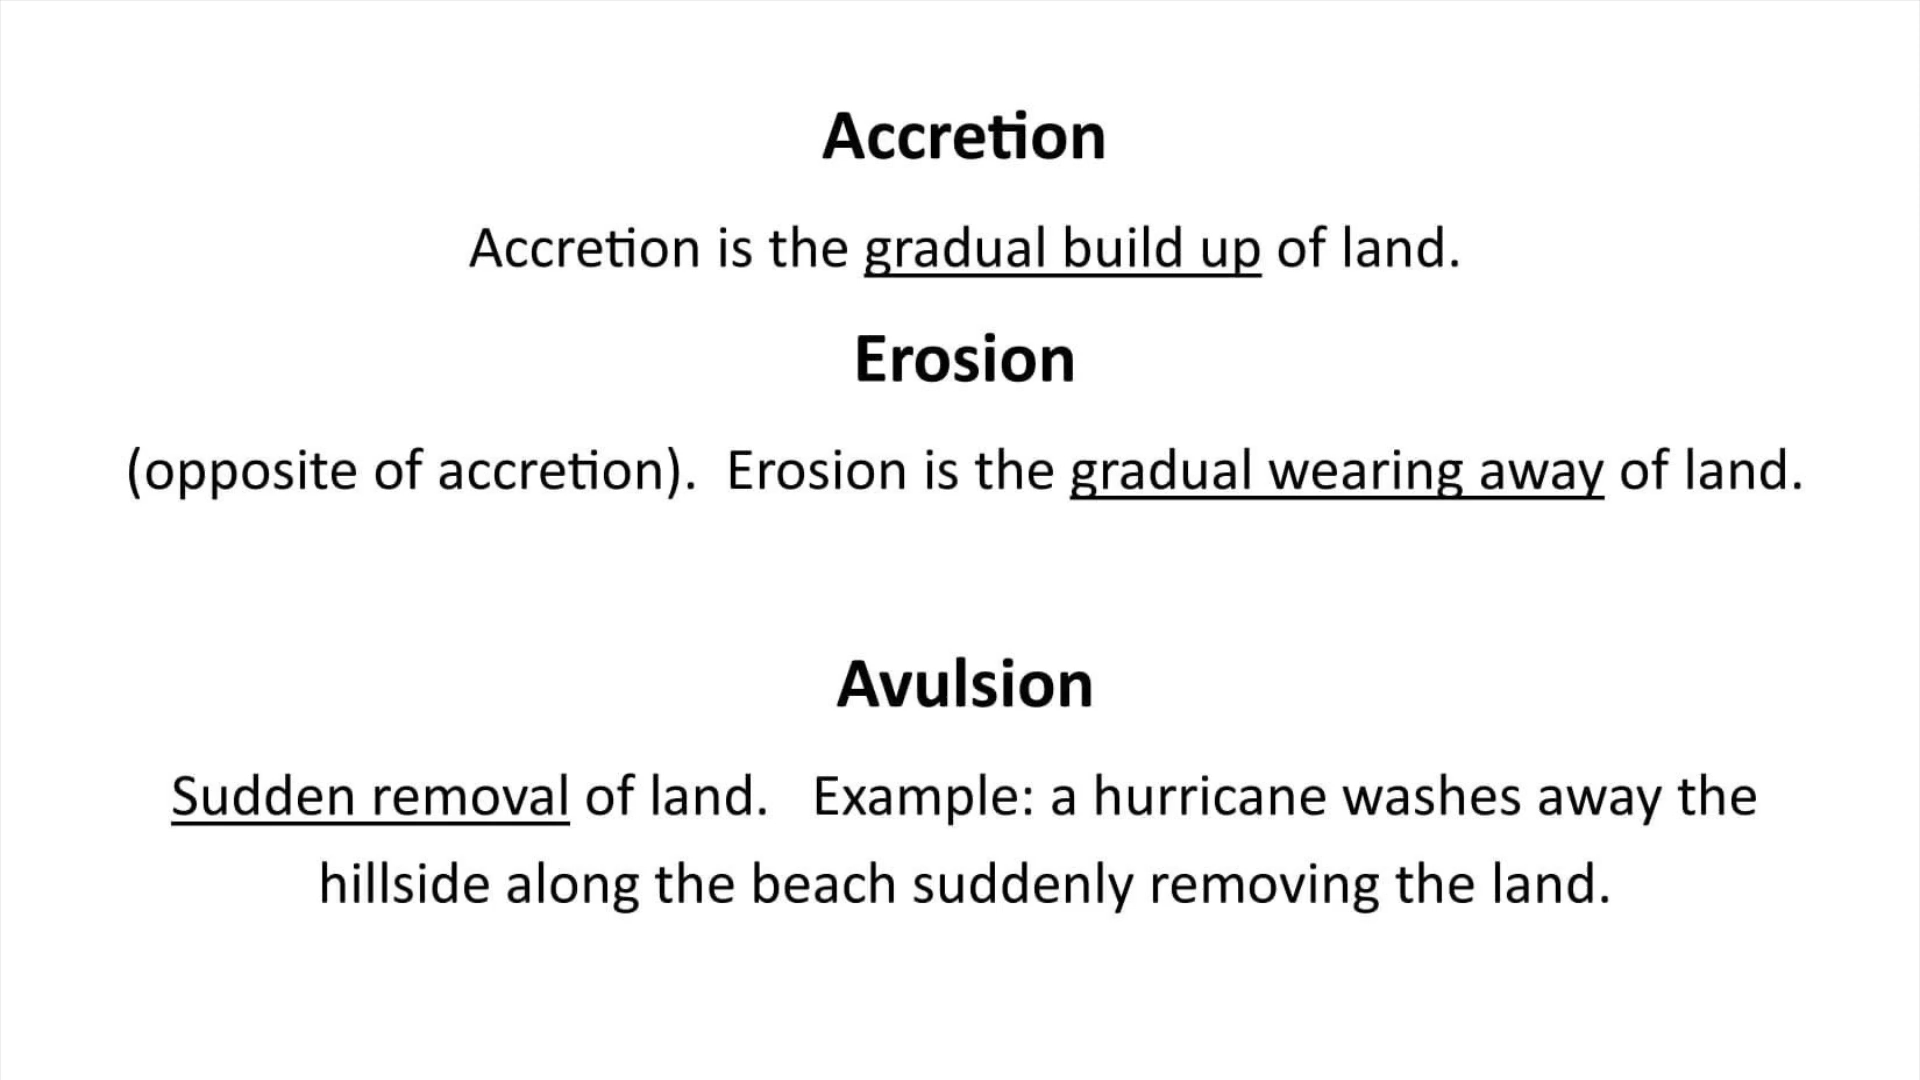 Accretion
Accretion is the gradual build up of land.
Erosion
(opposite of accretion).  Erosion is the gradual wearing away of land.
Avulsion
Sudden removal of land.   Example: a hurricane washes away the
hillside along the beach suddenly removing the land.